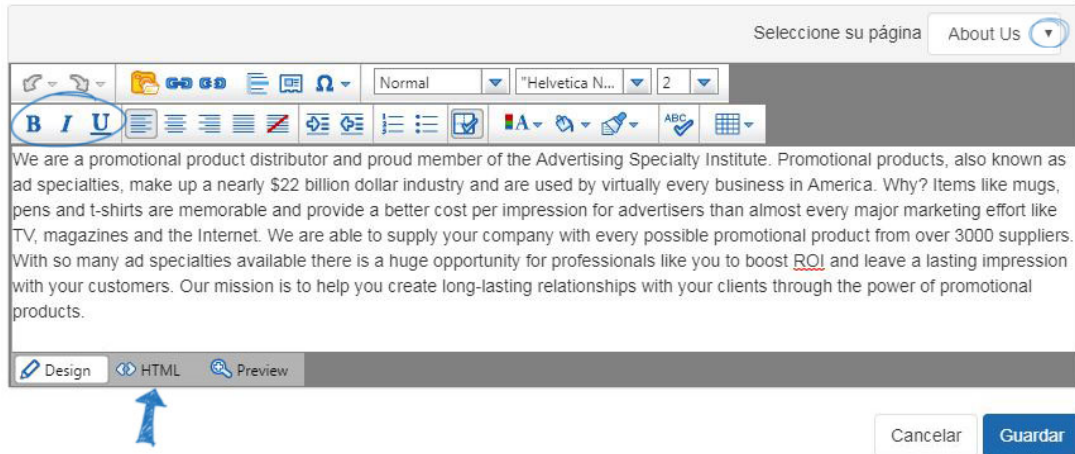 Seleccione su página About Us
Ω Normal "Helvetica N... 2
B I U A ABC
We are a promotional product distributor and proud member of the Advertising Specialty Institute. Promotional products, also known as
ad specialties, make up a nearly $22 billion dollar industry and are used by virtually every business in America. Why? Items like mugs,
pens and t-shirts are memorable and provide a better cost per impression for advertisers than almost every major marketing effort like
TV, magazines and the Internet. We are able to supply your company with every possible promotional product from over 3000 suppliers.
With so many ad specialties available there is a huge opportunity for professionals like you to boost ROI and leave a lasting impression
with your customers. Our mission is to help you create long-lasting relationships with your clients through the power of promotional
products.
Design HTML Preview
Cancelar Guardar